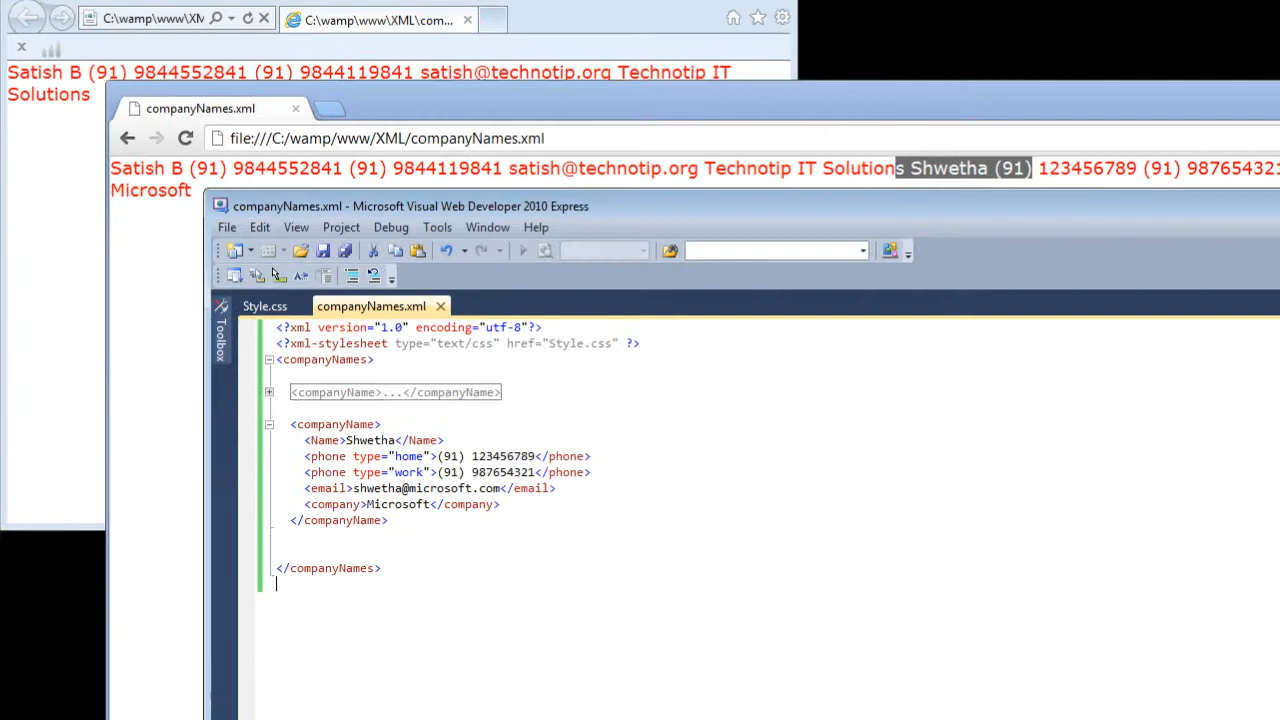 C:\wamp\www\XM
C:\wamp\www\XML\com...
x
Satish B (91) 9844552841 (91) 9844119841 satish@technotip.org Technotip IT
Solutions
companyNames.xml
file:///C:/wamp/www/XML/companyNames.xml
Satish B (91) 9844552841 (91) 9844119841 satish@technotip.org Technotip IT Solutions Shwetha (91) 123456789 (91) 987654321
Microsoft
companyNames.xml - Microsoft Visual Web Developer 2010 Express
File Edit View Project Debug Tools Window Help
Style.css companyNames.xml
Toolbox
<?xml version="1.0" encoding="utf-8"?>
<?xml-stylesheet type="text/css" href="Style.css" ?>
<companyNames>
<companyName>...</companyName>
<companyName>
<Name>Shwetha</Name>
<phone type="home">(91) 123456789</phone>
<phone type="work">(91) 987654321</phone>
<email>shwetha@microsoft.com</email>
<company>Microsoft</company>
</companyName>
</companyNames>